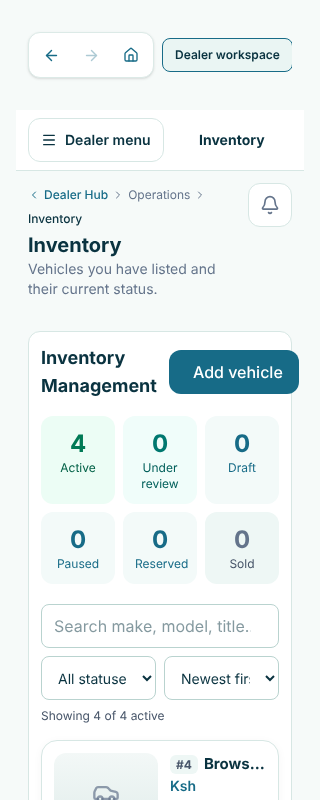 Dealer workspace
Dealer menu
Inventory
Dealer Hub
Operations
Inventory
Inventory
Vehicles you have listed and
their current status.
Inventory
Management
Add vehicle
4
Active
0
Under
review
0
Draft
0
Paused
0
Reserved
0
Sold
Search make, model, title.
All statuse
Newest firs
Showing 4 of 4 active
#4 Brows...
Ksh